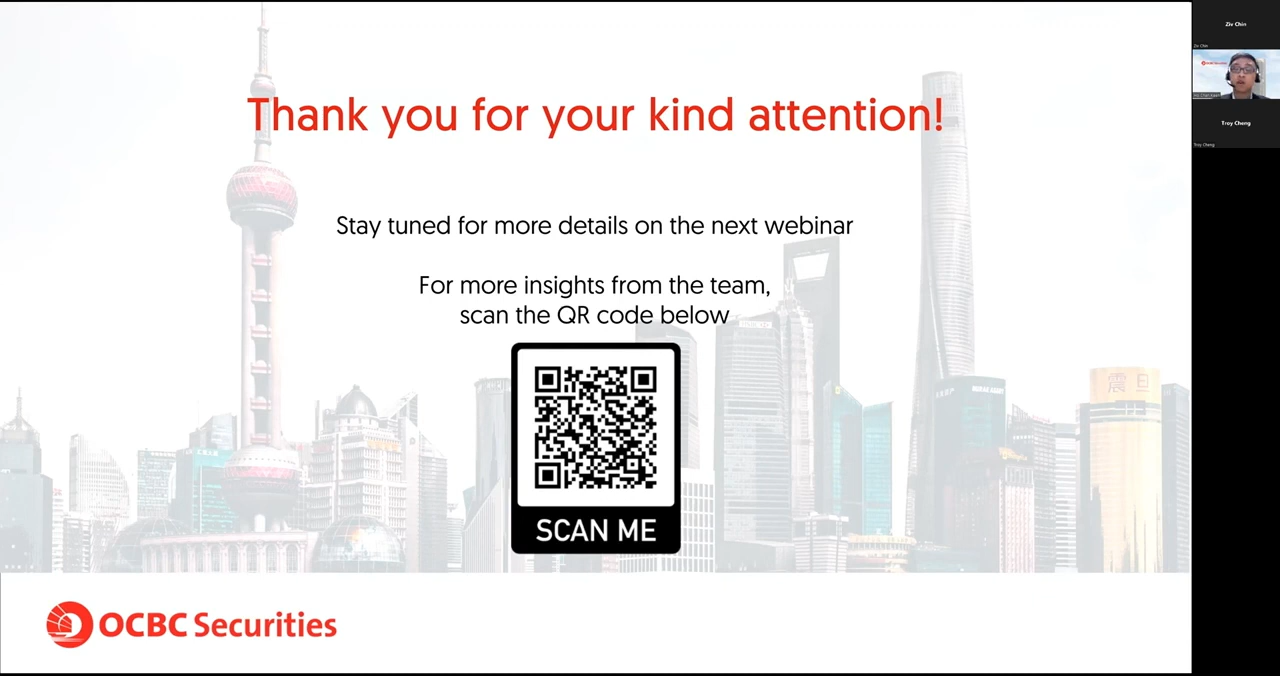 Thank you for your kind attention!
Stay tuned for more details on the next webinar
For more insights from the team,
scan the QR code below
SCAN ME
OCBC Securities
震旦
Ziv Chin
Ziv Chin
Troy Cheng
Troy Cheng